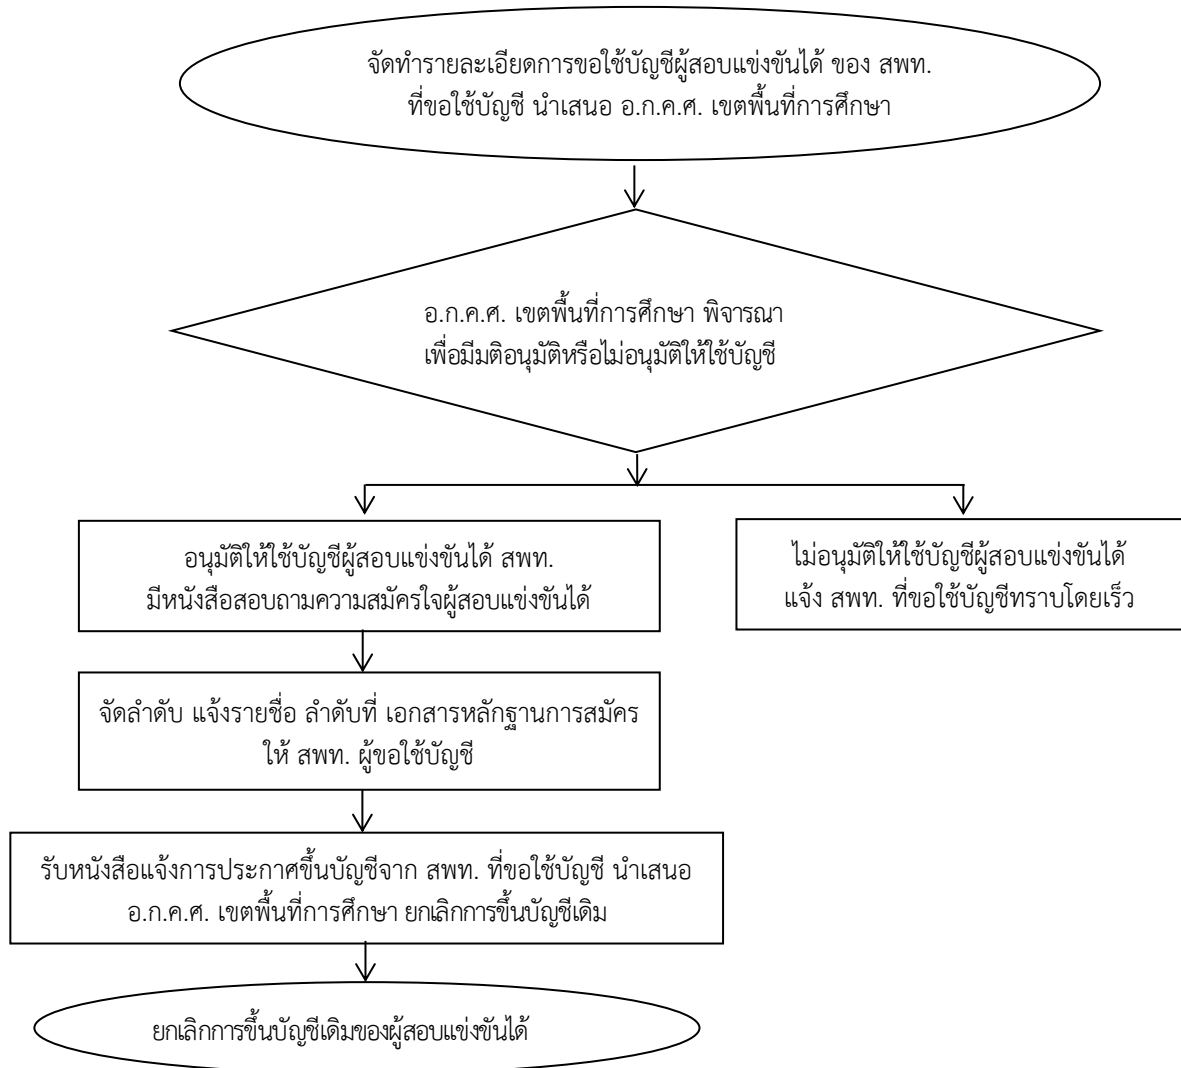 จัดทำรายละเอียดการขอใช้บัญชีผู้สอบแข่งขันได้ ของ สพท.
ที่ขอใช้บัญชี นำเสนอ อ.ก.ค.ศ. เขตพื้นที่การศึกษา
อ.ก.ค.ศ. เขตพื้นที่การศึกษา พิจารณา
เพื่อมีมติอนุมัติหรือไม่อนุมัติให้ใช้บัญชี
อนุมัติให้ใช้บัญชีผู้สอบแข่งขันได้ สพท.
มีหนังสือสอบถามความสมัครใจผู้สอบแข่งขันได้
ไม่อนุมัติให้ใช้บัญชีผู้สอบแข่งขันได้
แจ้ง สพท. ที่ขอใช้บัญชีทราบโดยเร็ว
จัดลำดับ แจ้งรายชื่อ ลำดับที่ เอกสารหลักฐานการสมัคร
ให้ สพท. ผู้ขอใช้บัญชี
รับหนังสือแจ้งการประกาศขึ้นบัญชีจาก สพท. ที่ขอใช้บัญชี นำเสนอ
อ.ก.ค.ศ. เขตพื้นที่การศึกษา ยกเลิกการขึ้นบัญชีเดิม
ยกเลิกการขึ้นบัญชีเดิมของผู้สอบแข่งขันได้